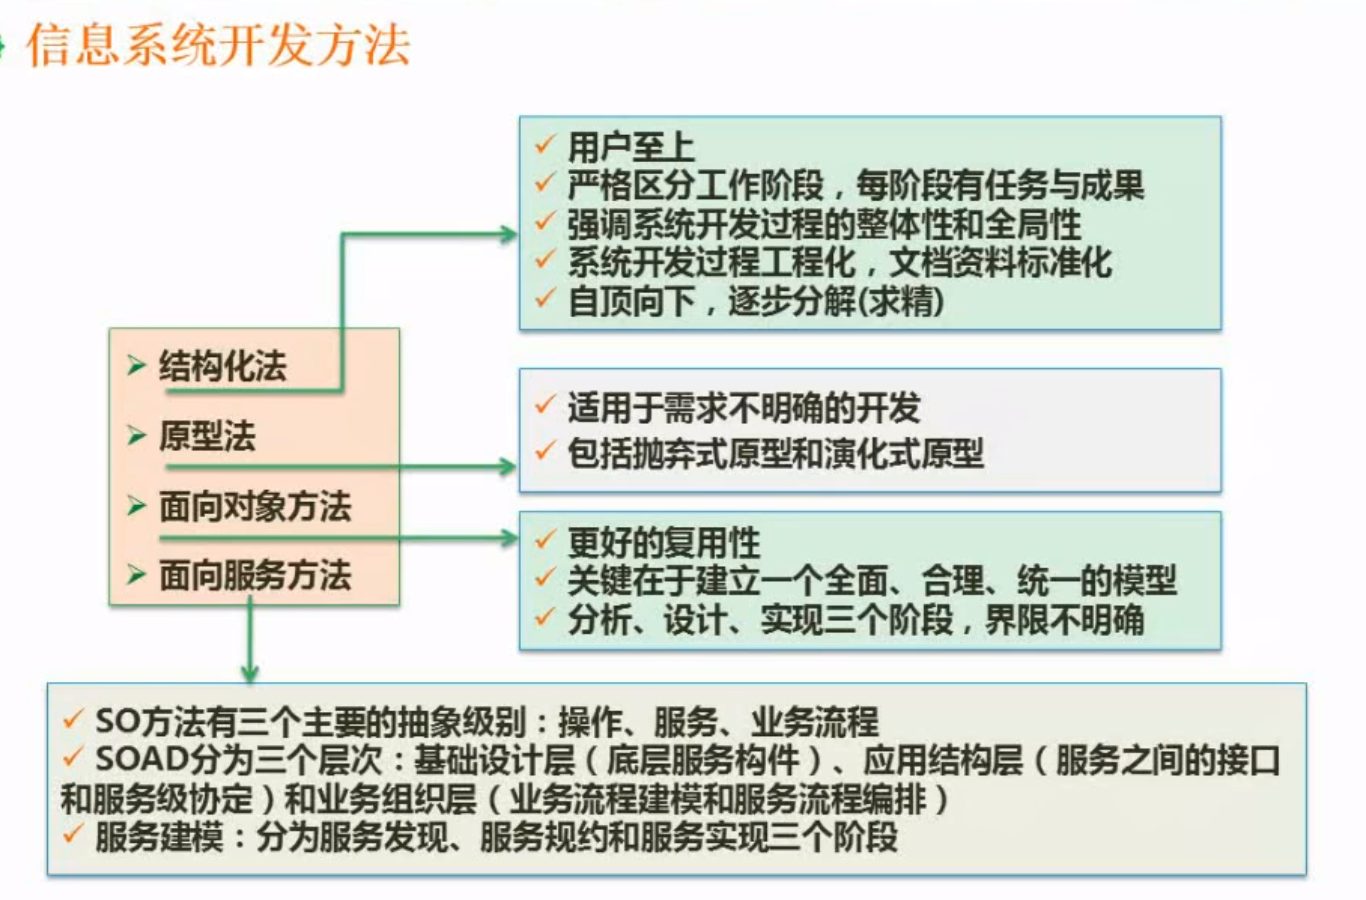 信息系统开发方法
用户至上
严格区分工作阶段，每阶段有任务与成果
强调系统开发过程的整体性和全局性
系统开发过程工程化，文档资料标准化
自顶向下，逐步分解(求精)
结构化法
原型法
面向对象方法
面向服务方法
适用于需求不明确的开发
包括抛弃式原型和演化式原型
更好的复用性
关键在于建立一个全面、合理、统一的模型
分析、设计、实现三个阶段，界限不明确
SO方法有三个主要的抽象级别：操作、服务、业务流程
SOAD分为三个层次：基础设计层（底层服务构件）、应用结构层（服务之间的接口
和服务级协定）和业务组织层（业务流程建模和服务流程编排）
服务建模：分为服务发现、服务规约和服务实现三个阶段